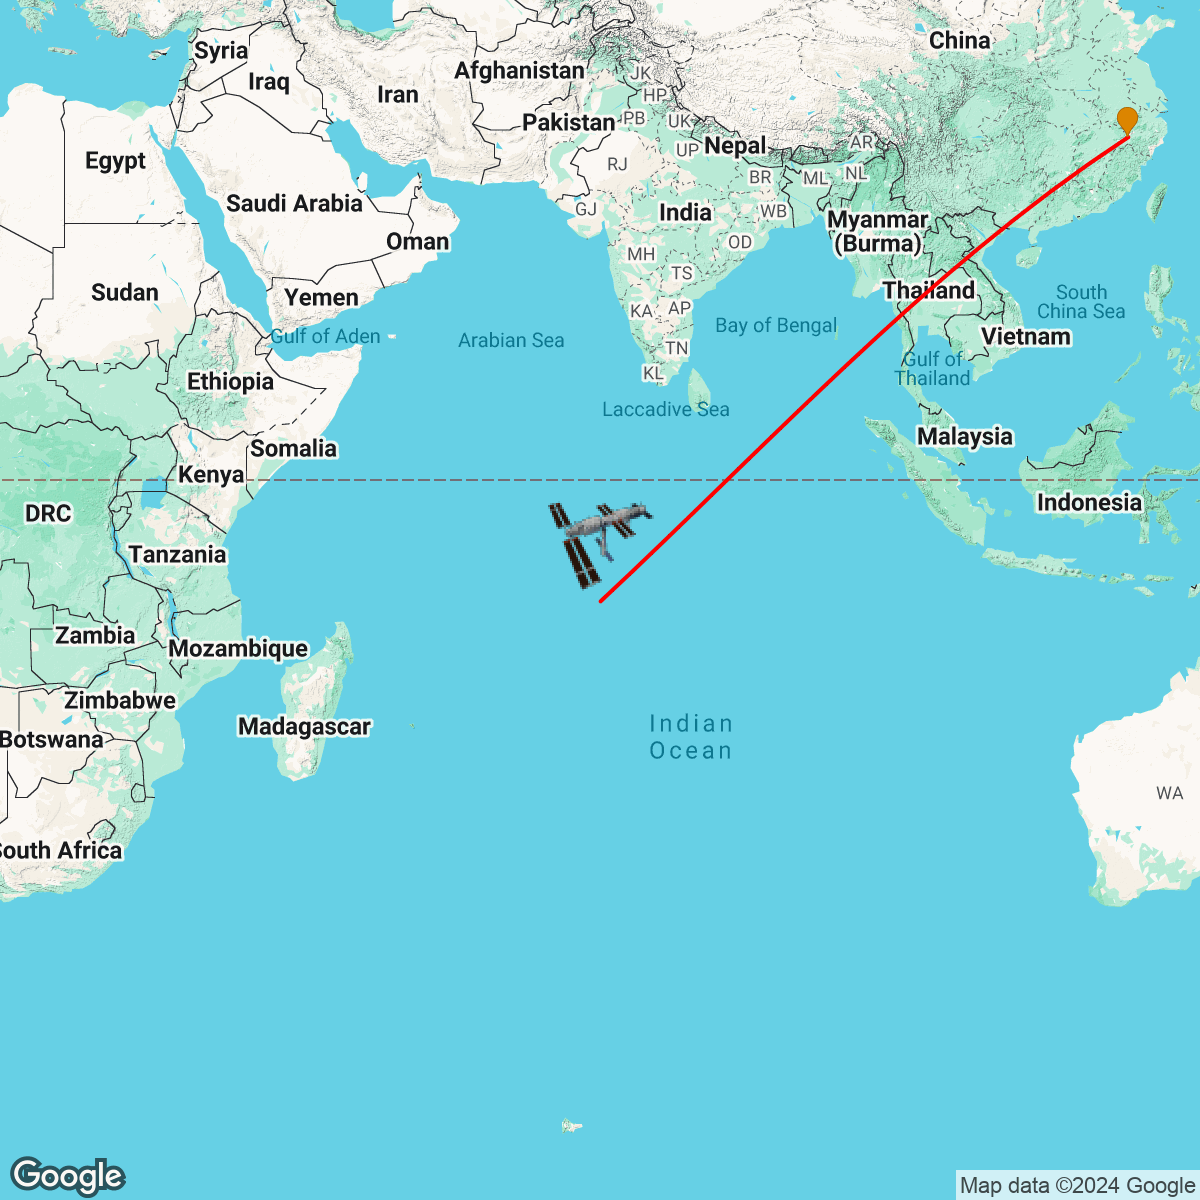 China
Syria
Afghanistan
JK
Iraq
Iran
HP
PB
UK
Pakistan
Nepal
AR
UP
Egypt
RJ
BR
ML
NL
Saudi Arabia
GJ
India
WB
Myanmar
(Burma)
Oman
OD
MH
TS
Sudan
Yemen
Thailand
South
China Sea
KA
AP
Gulf of Aden
Arabian Sea
Bay of Bengal
Vietnam
TN
Gulf of
Thailand
Ethiopia
KL
Laccadive Sea
Malaysia
Somalia
Kenya
Indonesia
DRC
Tanzania
Zambia
Mozambique
Zimbabwe
Madagascar
Indian
Ocean
Botswana
WA
South Africa
Google
Map data ©2024 Google